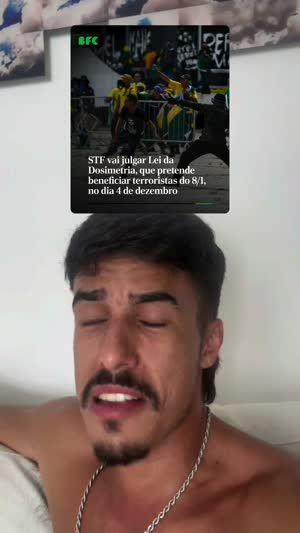 BFC
STF vai julgar Lei da
Dosimetria, que pretende
beneficiar terroristas do 8/1,
no dia 4 de dezembro